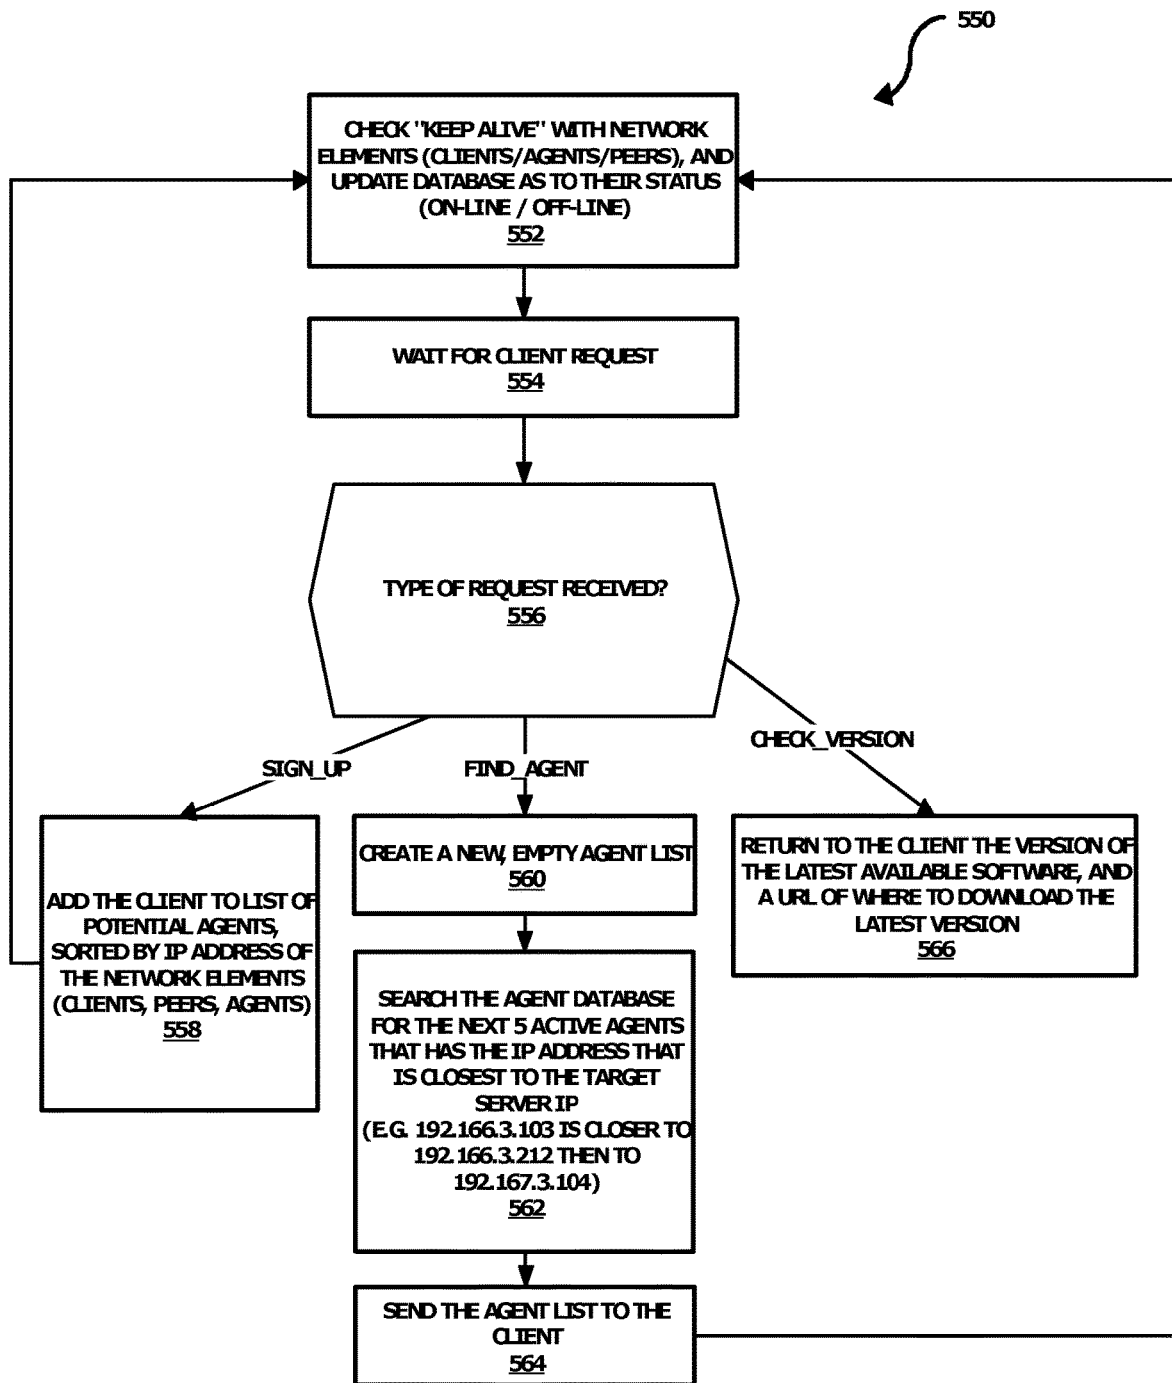 550
CHECK "KEEP ALIVE" WITH NETWORK
ELEMENTS (CLIENTS/AGENTS/PEERS), AND
UPDATE DATABASE AS TO THEIR STATUS
(ON-LINE / OFF-LINE)
552
WAIT FOR CLIENT REQUEST
554
TYPE OF REQUEST RECEIVED?
556
SIGN_UP
FIND_AGENT
CHECK_VERSION
ADD THE CLIENT TO LIST OF
POTENTIAL AGENTS,
SORTED BY IP ADDRESS OF
THE NETWORK ELEMENTS
(CLIENTS, PEERS, AGENTS)
558
CREATE A NEW, EMPTY AGENT LIST
560
RETURN TO THE CLIENT THE VERSION OF
THE LATEST AVAILABLE SOFTWARE, AND
A URL OF WHERE TO DOWNLOAD THE
LATEST VERSION
566
SEARCH THE AGENT DATABASE
FOR THE NEXT 5 ACTIVE AGENTS
THAT HAS THE IP ADDRESS THAT
IS CLOSEST TO THE TARGET
SERVER IP
(E.G. 192.166.3.103 IS CLOSER TO
192.166.3.212 THEN TO
192.167.3.104)
562
SEND THE AGENT LIST TO THE
CLIENT
564